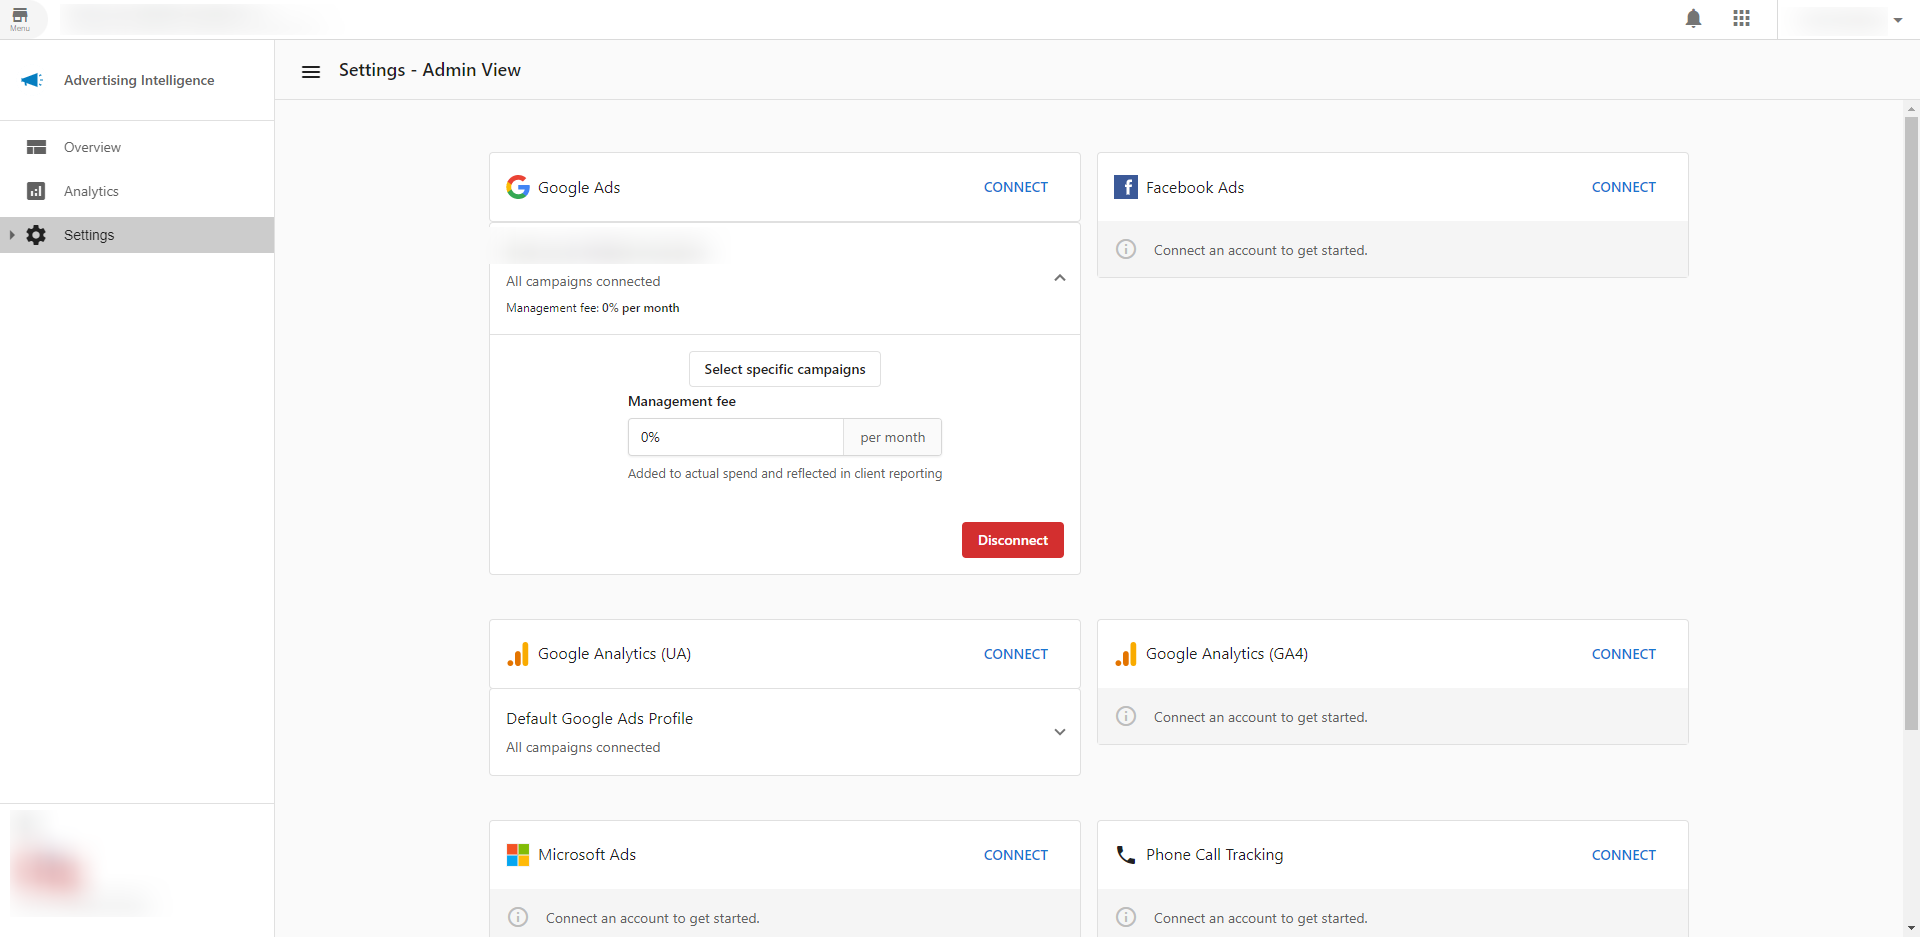 Menu
Advertising Intelligence
Settings - Admin View
Overview
Analytics
Settings
Google Ads
CONNECT
All campaigns connected
Management fee: 0% per month
Select specific campaigns
Management fee
0%
per month
Added to actual spend and reflected in client reporting
Disconnect
Facebook Ads
CONNECT
Connect an account to get started.
Google Analytics (UA)
CONNECT
Default Google Ads Profile
All campaigns connected
Google Analytics (GA4)
CONNECT
Connect an account to get started.
Microsoft Ads
CONNECT
Connect an account to get started.
Phone Call Tracking
CONNECT
Connect an account to get started.